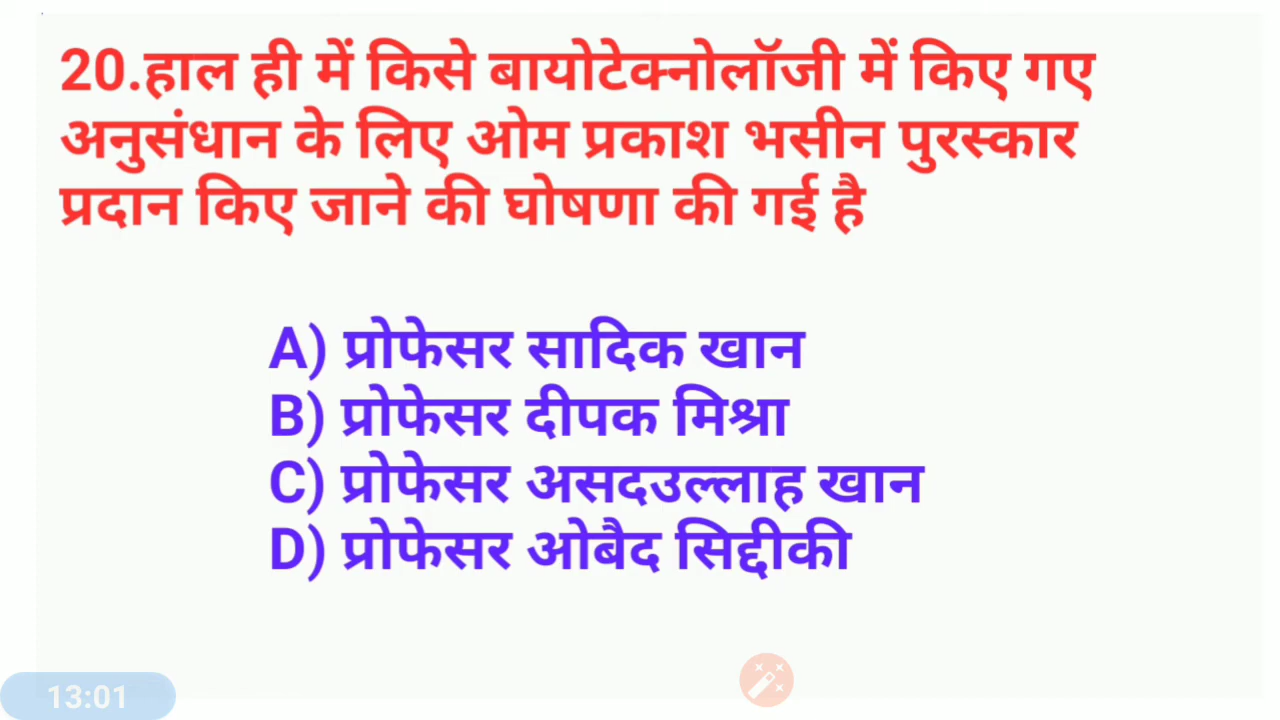 20.हाल ही में किसे बायोटेक्नोलॉजी में किए गए
अनुसंधान के लिए ओम प्रकाश भसीन पुरस्कार
प्रदान किए जाने की घोषणा की गई है
A) प्रोफेसर सादिक खान
B) प्रोफेसर दीपक मिश्रा
C) प्रोफेसर असदउल्लाह खान
D) प्रोफेसर ओबैद सिद्दीकी
13:01